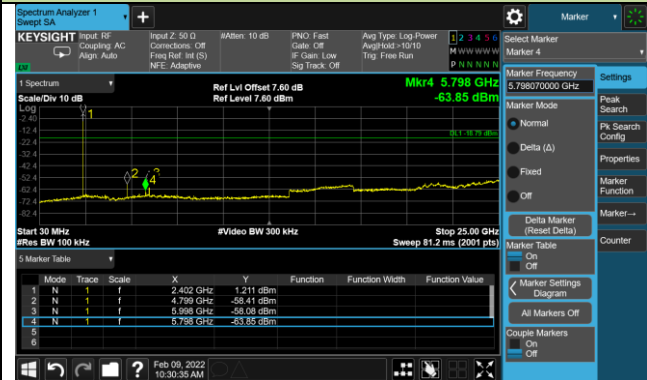 Spectrum Analyzer 1
Swept SA
+
Marker
KEYSIGHT
Input: RF
Coupling: AC
Align: Auto
Input Z: 50 Ω
Corrections: Off
Freq Ref: Int (S)
NFE: Adaptive
#Atten: 10 dB
PNO: Fast
Gate: Off
IF Gain: Low
Sig Track: Off
Avg Type: Log-Power
Avg|Hold:>10/10
Trig: Free Run
1 2 3 4 5 6
M W W W W W
P N N N N N
Select Marker
Marker 4
1 Spectrum
Scale/Div 10 dB
Ref Lvl Offset 7.60 dB
Ref Level 7.60 dBm
Mkr4 5.798 GHz
-63.85 dBm
Log
-2.40
-12.4
-22.4
-32.4
-42.4
-52.4
-62.4
-72.4
-82.4
1
2
3
4
Start 30 MHz
#Res BW 100 kHz
#Video BW 300 kHz
Stop 25.00 GHz
Sweep 81.2 ms (2001 pts)
5 Marker Table
Mode Trace Scale X Y Function Function Width Function Value
1 N 1 f 2.402 GHz 1.211 dBm
2 N 1 f 4.799 GHz -58.41 dBm
3 N 1 f 5.998 GHz -58.08 dBm
4 N 1 f 5.798 GHz -63.85 dBm
5
6
Marker Frequency
5.798070000 GHz
Marker Mode
Normal
Delta (Δ)
Fixed
Off
Delta Marker
(Reset Delta)
Marker Table
On
Off
Marker Settings
Diagram
All Markers Off
Couple Markers
On
Off
Settings
Peak
Search
Pk Search
Config
Properties
Marker
Function
Marker→
Counter
?
Feb 09, 2022
10:30:35 AM